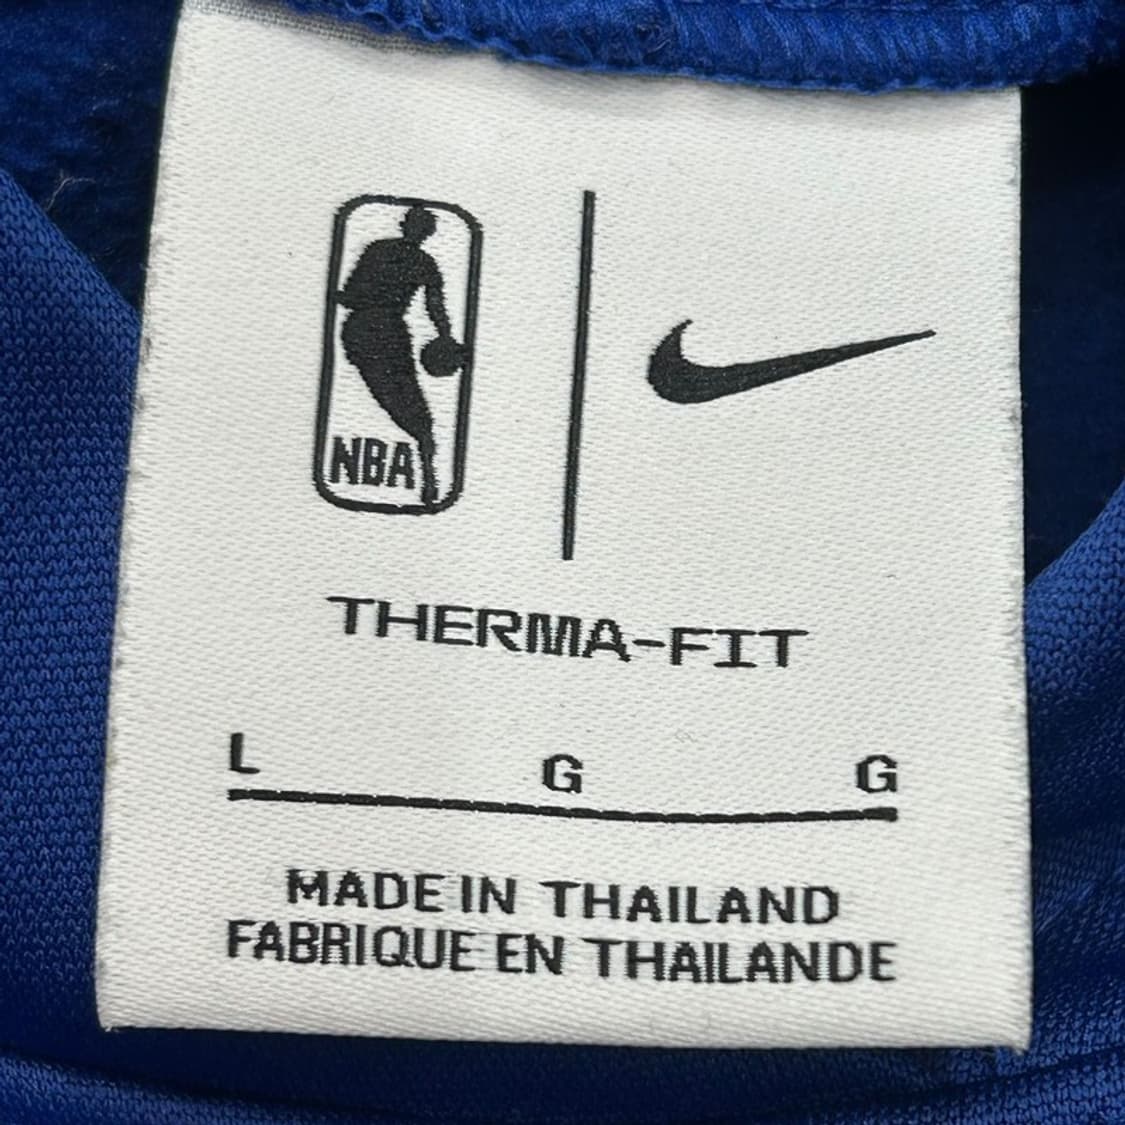 NBA
THERMA-FIT
L G G
MADE IN THAILAND
FABRIQUE EN THAILANDE